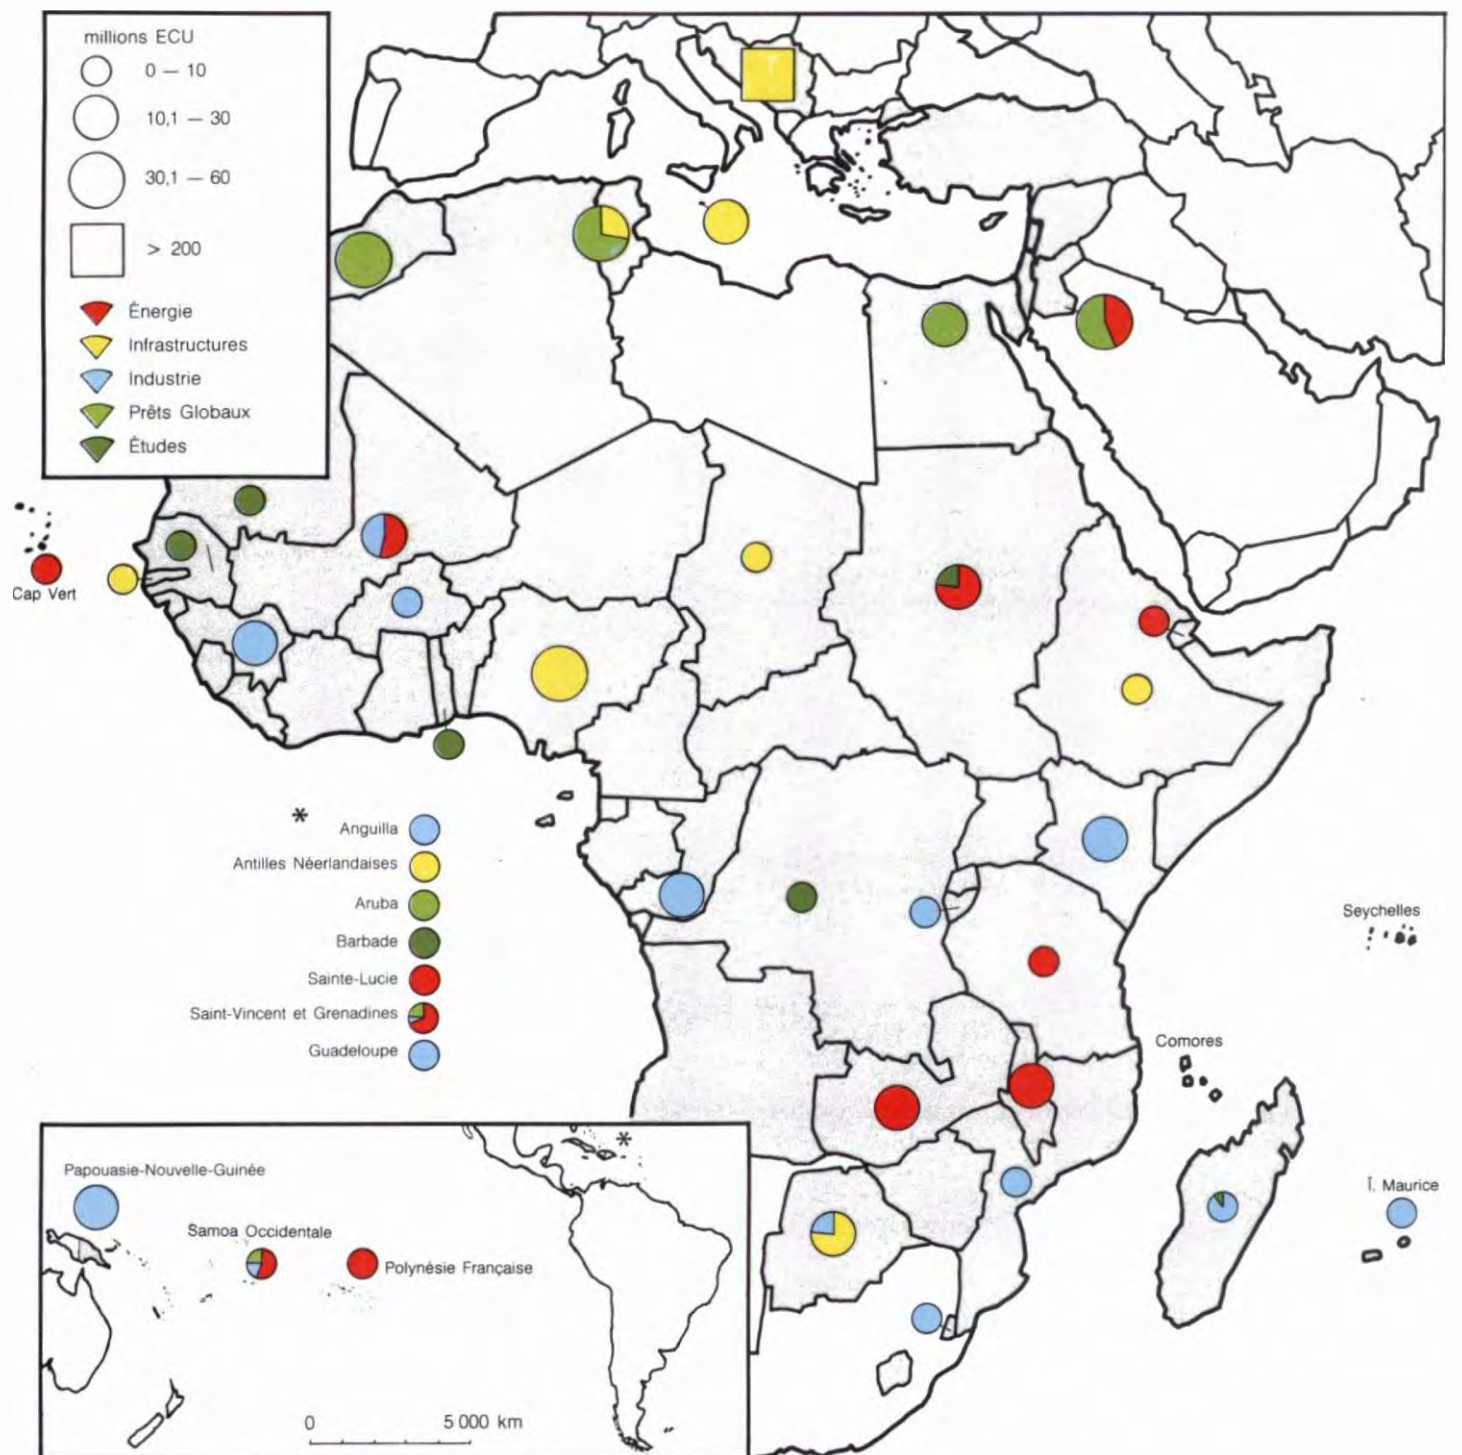 millions ECU
0 — 10
10,1 — 30
30,1 — 60
> 200
Énergie
Infrastructures
Industrie
Prêts Globaux
Études
Cap Vert
*
Anguilla
Antilles Néerlandaises
Aruba
Barbade
Sainte-Lucie
Saint-Vincent et Grenadines
Guadeloupe
Seychelles
Comores
Î. Maurice
*
Papouasie-Nouvelle-Guinée
Samoa Occidentale
Polynésie Française
0 5 000 km